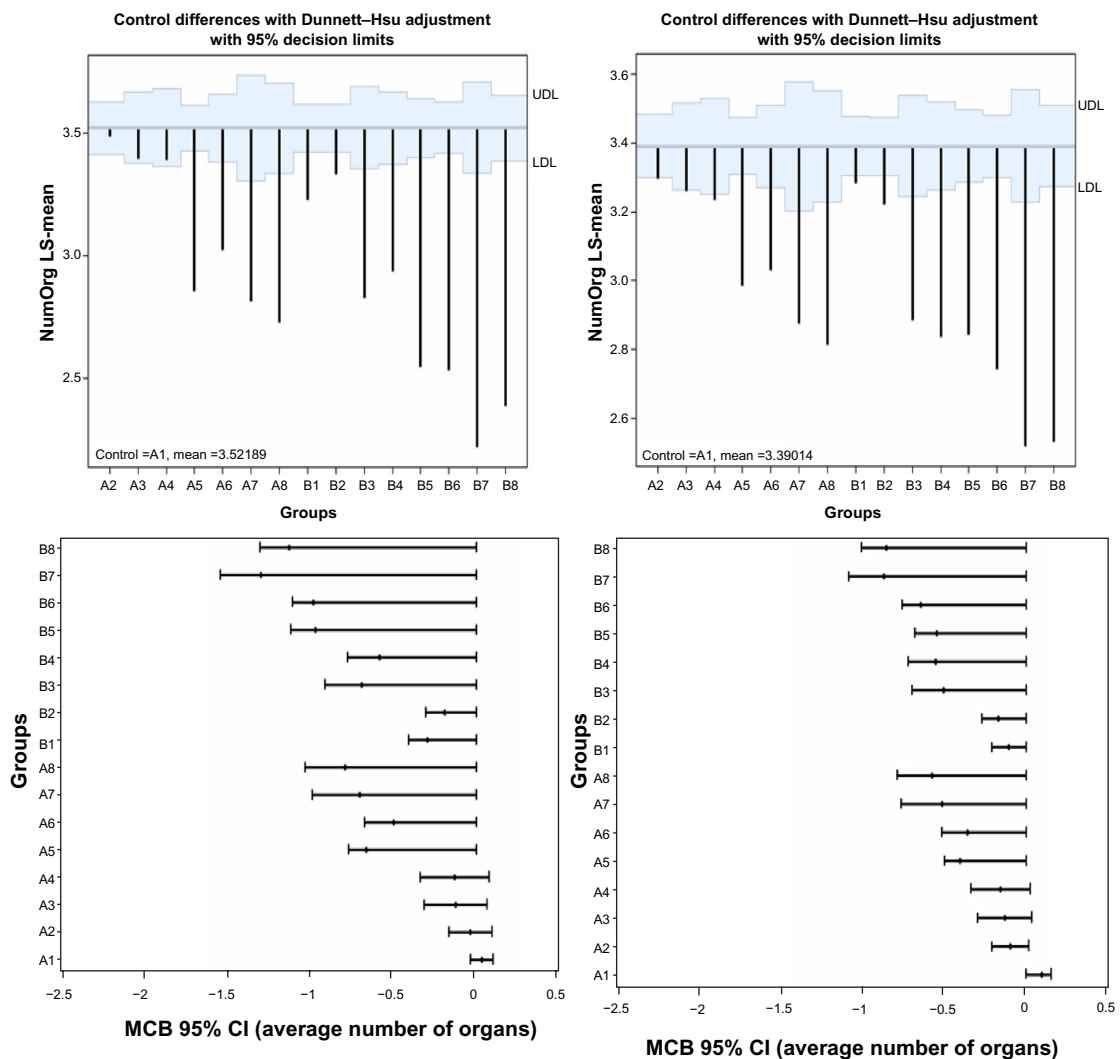 Control differences with Dunnett–Hsu adjustment
with 95% decision limits
NumOrg LS-mean
3.5
3.0
2.5
UDL
LDL
Control =A1, mean =3.52189
A2 A3 A4 A5 A6 A7 A8 B1 B2 B3 B4 B5 B6 B7 B8
Groups
Control differences with Dunnett–Hsu adjustment
with 95% decision limits
NumOrg LS-mean
3.6
3.4
3.2
3.0
2.8
2.6
UDL
LDL
Control =A1, mean =3.39014
A2 A3 A4 A5 A6 A7 A8 B1 B2 B3 B4 B5 B6 B7 B8
Groups
Groups
B8
B7
B6
B5
B4
B3
B2
B1
A8
A7
A6
A5
A4
A3
A2
A1
−2.5 −2 −1.5 −1 −0.5 0 0.5
MCB 95% CI (average number of organs)
Groups
B8
B7
B6
B5
B4
B3
B2
B1
A8
A7
A6
A5
A4
A3
A2
A1
−2.5 −2 −1.5 −1 −0.5 0 0.5
MCB 95% CI (average number of organs)